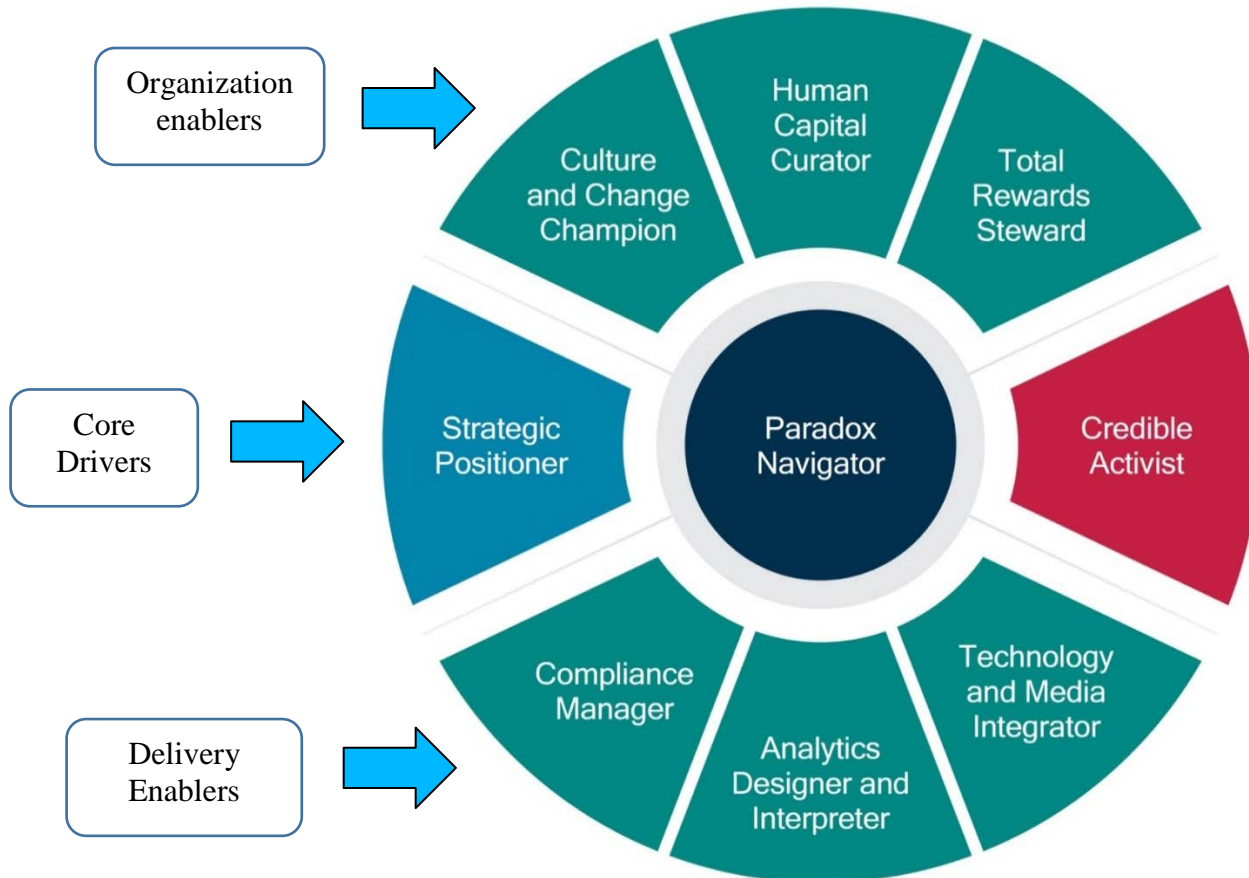 Organization
enablers
Culture
and Change
Champion
Human
Capital
Curator
Total
Rewards
Steward
Core
Drivers
Strategic
Positioner
Paradox
Navigator
Credible
Activist
Delivery
Enablers
Compliance
Manager
Analytics
Designer and
Interpreter
Technology
and Media
Integrator